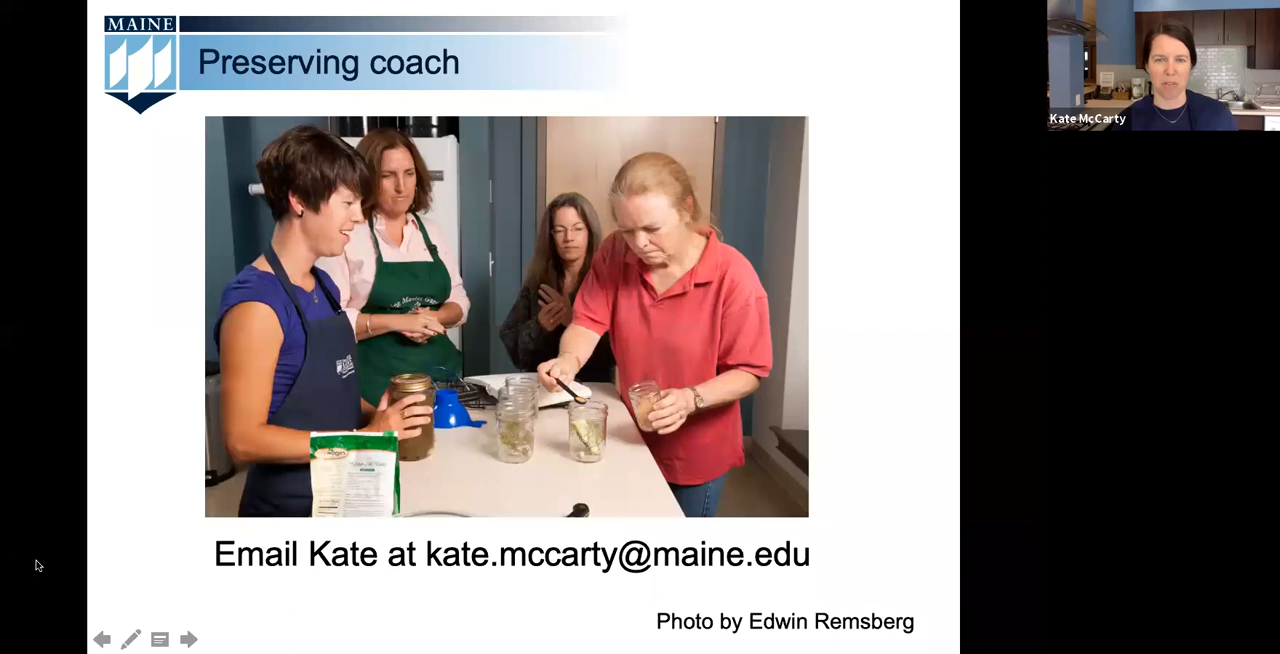 MAINE
Preserving coach
Kate McCarty
Email Kate at kate.mccarty@maine.edu
Photo by Edwin Remsberg